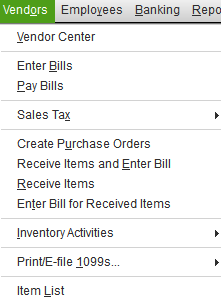 Vendors Employees Banking Repo
Vendor Center
Enter Bills
Pay Bills
Sales Tax
Create Purchase Orders
Receive Items and Enter Bill
Receive Items
Enter Bill for Received Items
Inventory Activities
Print/E-file 1099s...
Item List